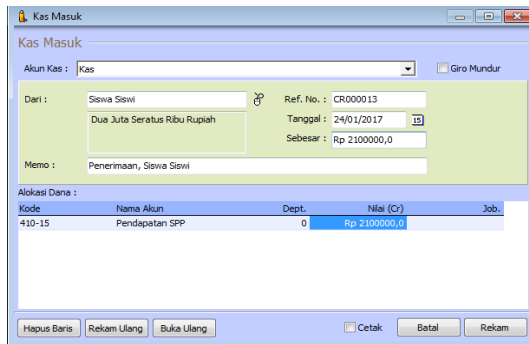 Kas Masuk
Kas Masuk
Akun Kas : Kas Giro Mundur
Dari : Siswa Siswi Ref. No. : CR000013
Dua Juta Seratus Ribu Rupiah Tanggal : 24/01/2017 15
Sebesar : Rp 2100000,0
Memo : Penerimaan, Siswa Siswi
Alokasi Dana :
Kode Nama Akun Dept. Nilai (Cr) Job.
410-15 Pendapatan SPP 0 Rp 2100000,0
Hapus Baris Rekam Ulang Buka Ulang Cetak Batal Rekam